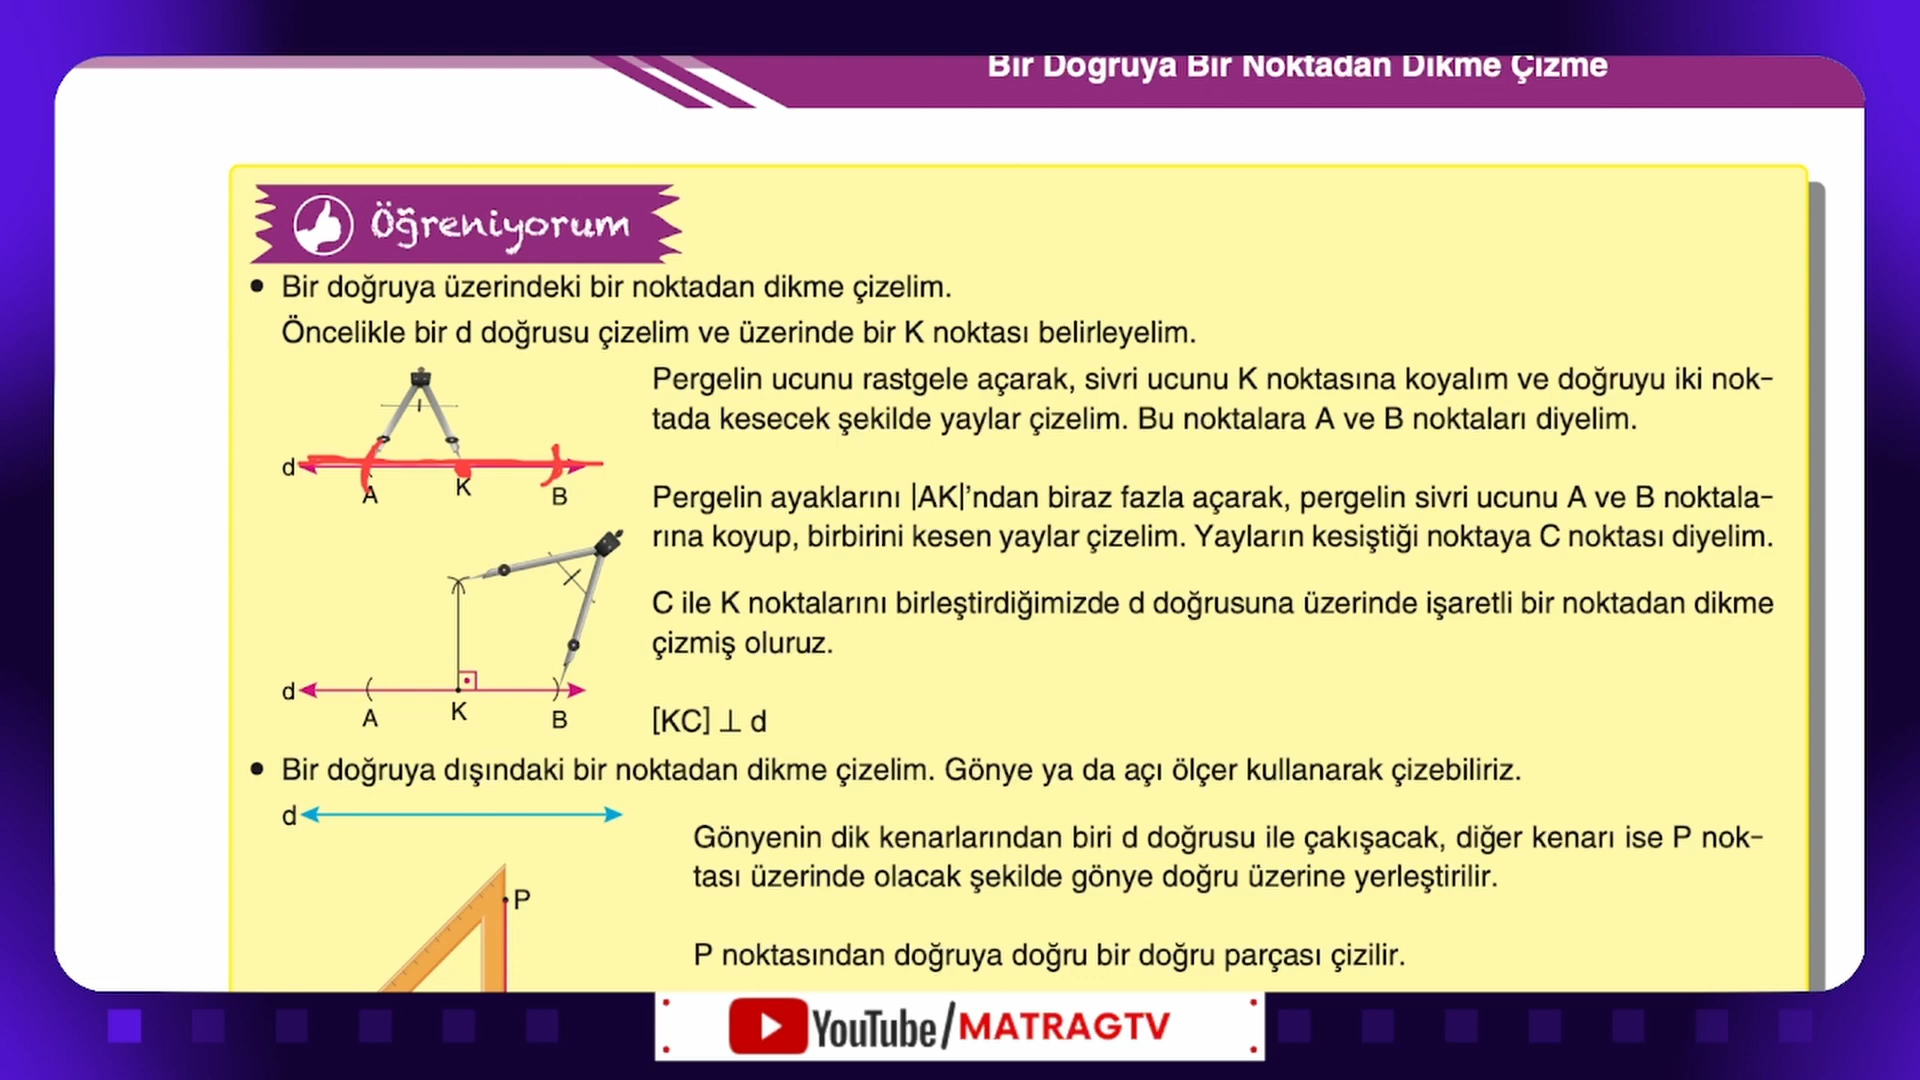 Bir Doğruya Bir Noktadan Dikme Çizme
Öğreniyorum
• Bir doğruya üzerindeki bir noktadan dikme çizelim.
Öncelikle bir d doğrusu çizelim ve üzerinde bir K noktası belirleyelim.
Pergelin ucunu rastgele açarak, sivri ucunu K noktasına koyalım ve doğruyu iki nok-
tada kesecek şekilde yaylar çizelim. Bu noktalara A ve B noktaları diyelim.
d
A K B
Pergelin ayaklarını |AK|'ndan biraz fazla açarak, pergelin sivri ucunu A ve B noktala-
rına koyup, birbirini kesen yaylar çizelim. Yayların kesiştiği noktaya C noktası diyelim.
C ile K noktalarını birleştirdiğimizde d doğrusuna üzerinde işaretli bir noktadan dikme
çizmiş oluruz.
d
A K B
[KC] ⊥ d
• Bir doğruya dışındaki bir noktadan dikme çizelim. Gönye ya da açı ölçer kullanarak çizebiliriz.
d
Gönyenin dik kenarlarından biri d doğrusu ile çakışacak, diğer kenarı ise P nok-
tası üzerinde olacak şekilde gönye doğru üzerine yerleştirilir.
P
P noktasından doğruya doğru bir doğru parçası çizilir.
YouTube/MATRAGTV